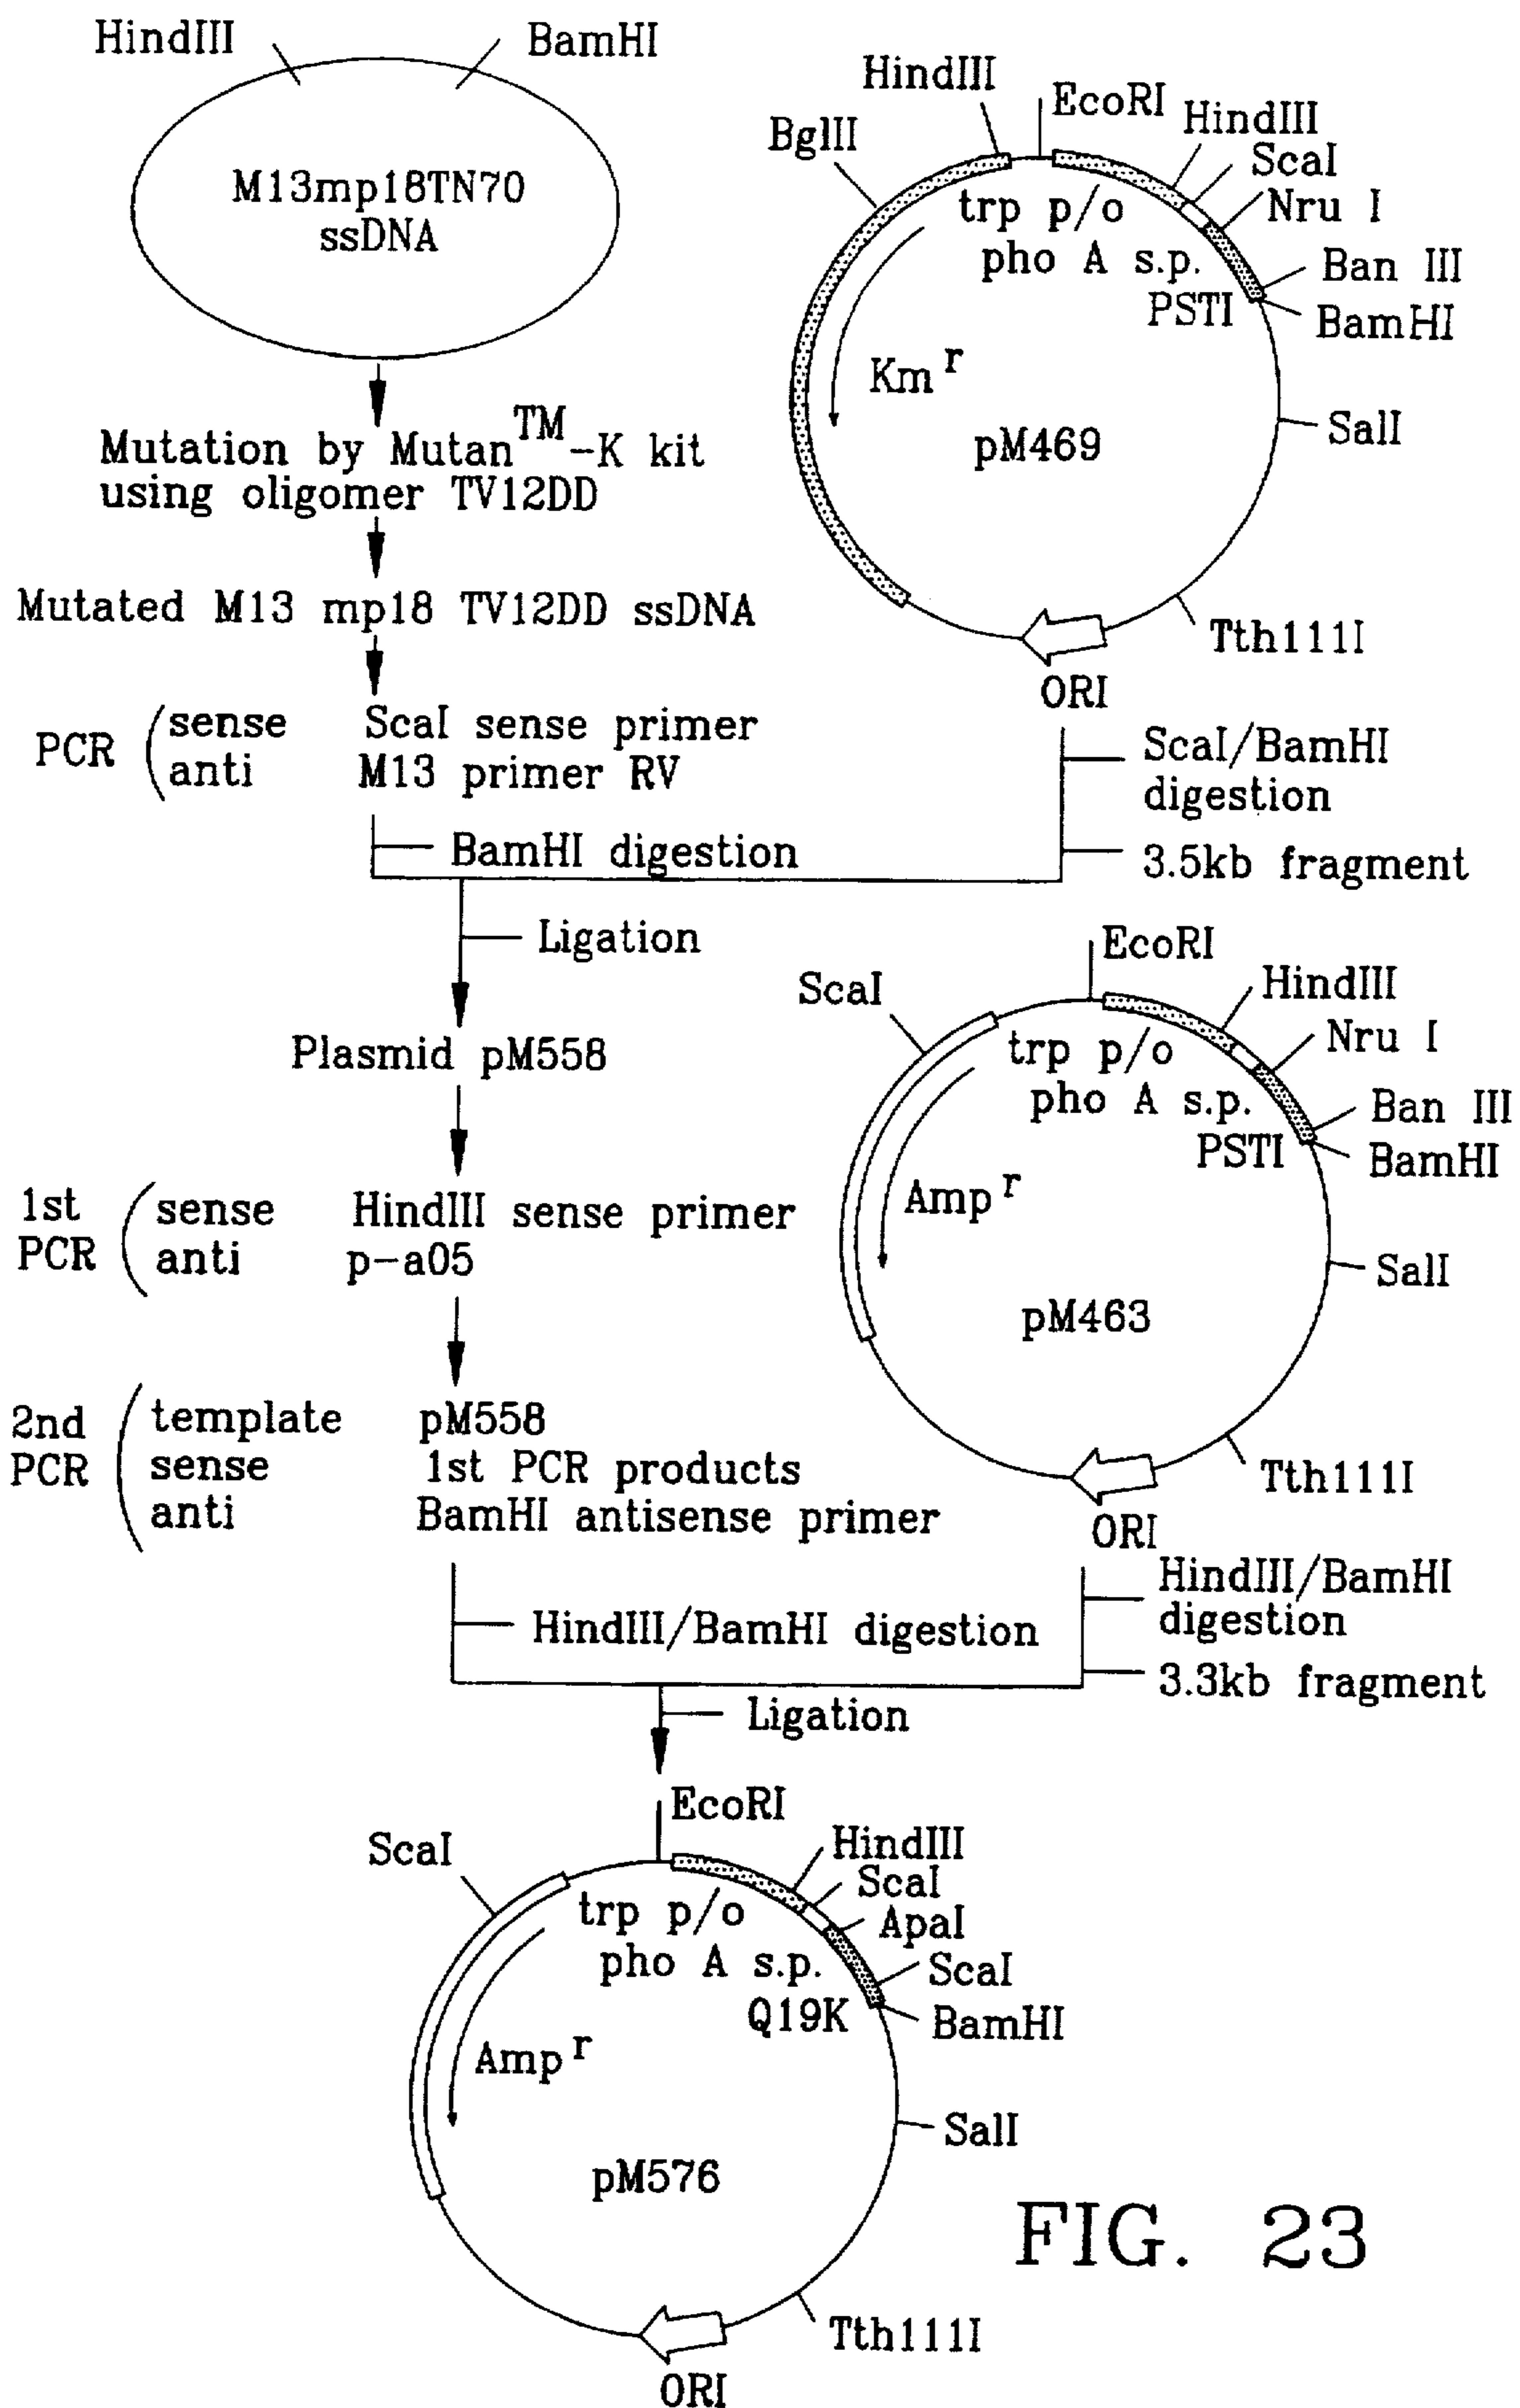 HindIII
BamHI
M13mp18TN70
ssDNA
Mutation by Mutan™-K kit
using oligomer TV12DD
Mutated M13 mp18 TV12DD ssDNA
PCR
sense ScaI sense primer
anti M13 primer RV
BamHI digestion
HindIII
EcoRI
BglII
HindIII
ScaI
Nru I
trp p/o
pho A s.p.
PSTI
Ban III
BamHI
Km r
pM469
SalI
Tth111I
ORI
ScaI/BamHI
digestion
3.5kb fragment
Ligation
Plasmid pM558
1st
PCR
sense HindIII sense primer
anti p-a05
2nd
PCR
template pM558
sense 1st PCR products
anti BamHI antisense primer
HindIII/BamHI digestion
EcoRI
ScaI
HindIII
Nru I
trp p/o
pho A s.p.
PSTI
Ban III
BamHI
Amp r
pM463
SalI
Tth111I
ORI
HindIII/BamHI
digestion
3.3kb fragment
Ligation
EcoRI
ScaI
HindIII
ScaI
ApaI
trp p/o
pho A s.p.
Q19K
ScaI
BamHI
Amp r
pM576
SalI
Tth111I
ORI
FIG. 23